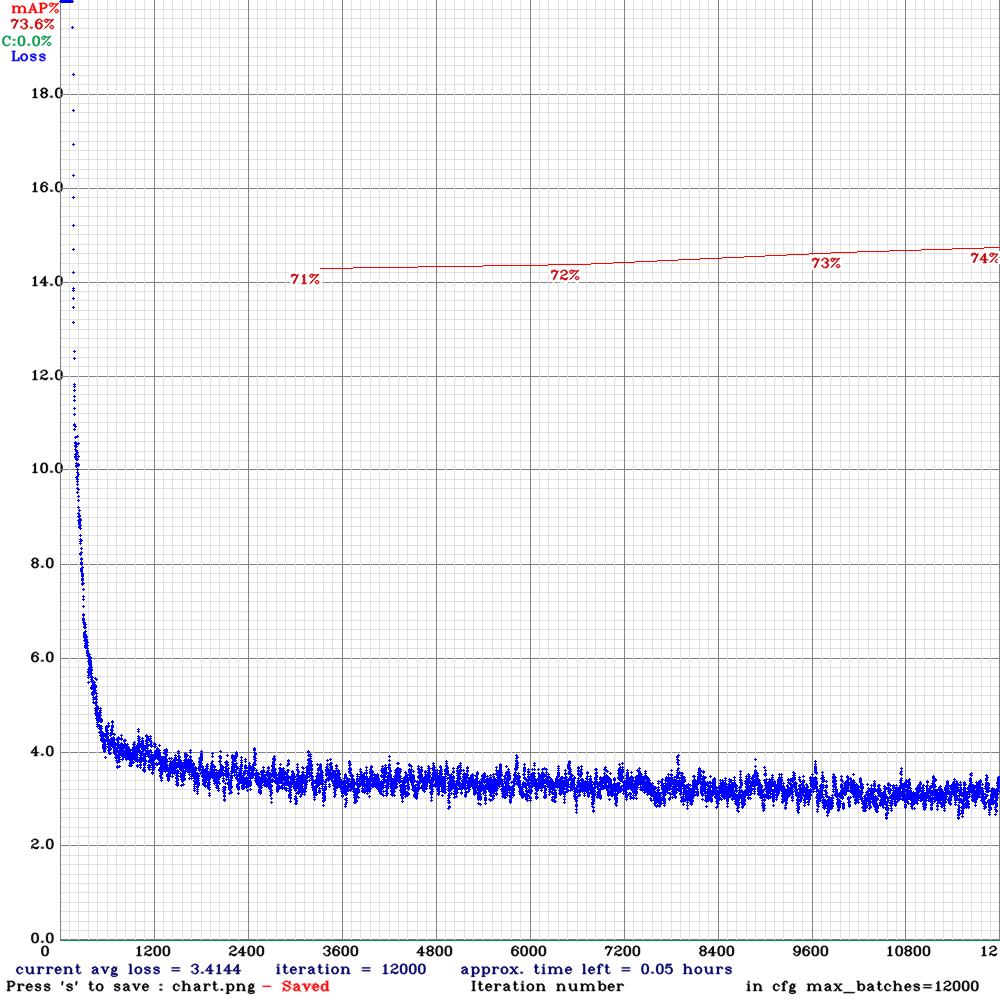 mAP%
73.6%
C:0.0%
Loss
18.0
16.0
14.0
12.0
10.0
8.0
6.0
4.0
2.0
0.0
71%
72%
73%
74%
0 1200 2400 3600 4800 6000 7200 8400 9600 10800 12
current avg loss = 3.4144 iteration = 12000 approx. time left = 0.05 hours
Press 's' to save : chart.png - Saved Iteration number in cfg max_batches=12000